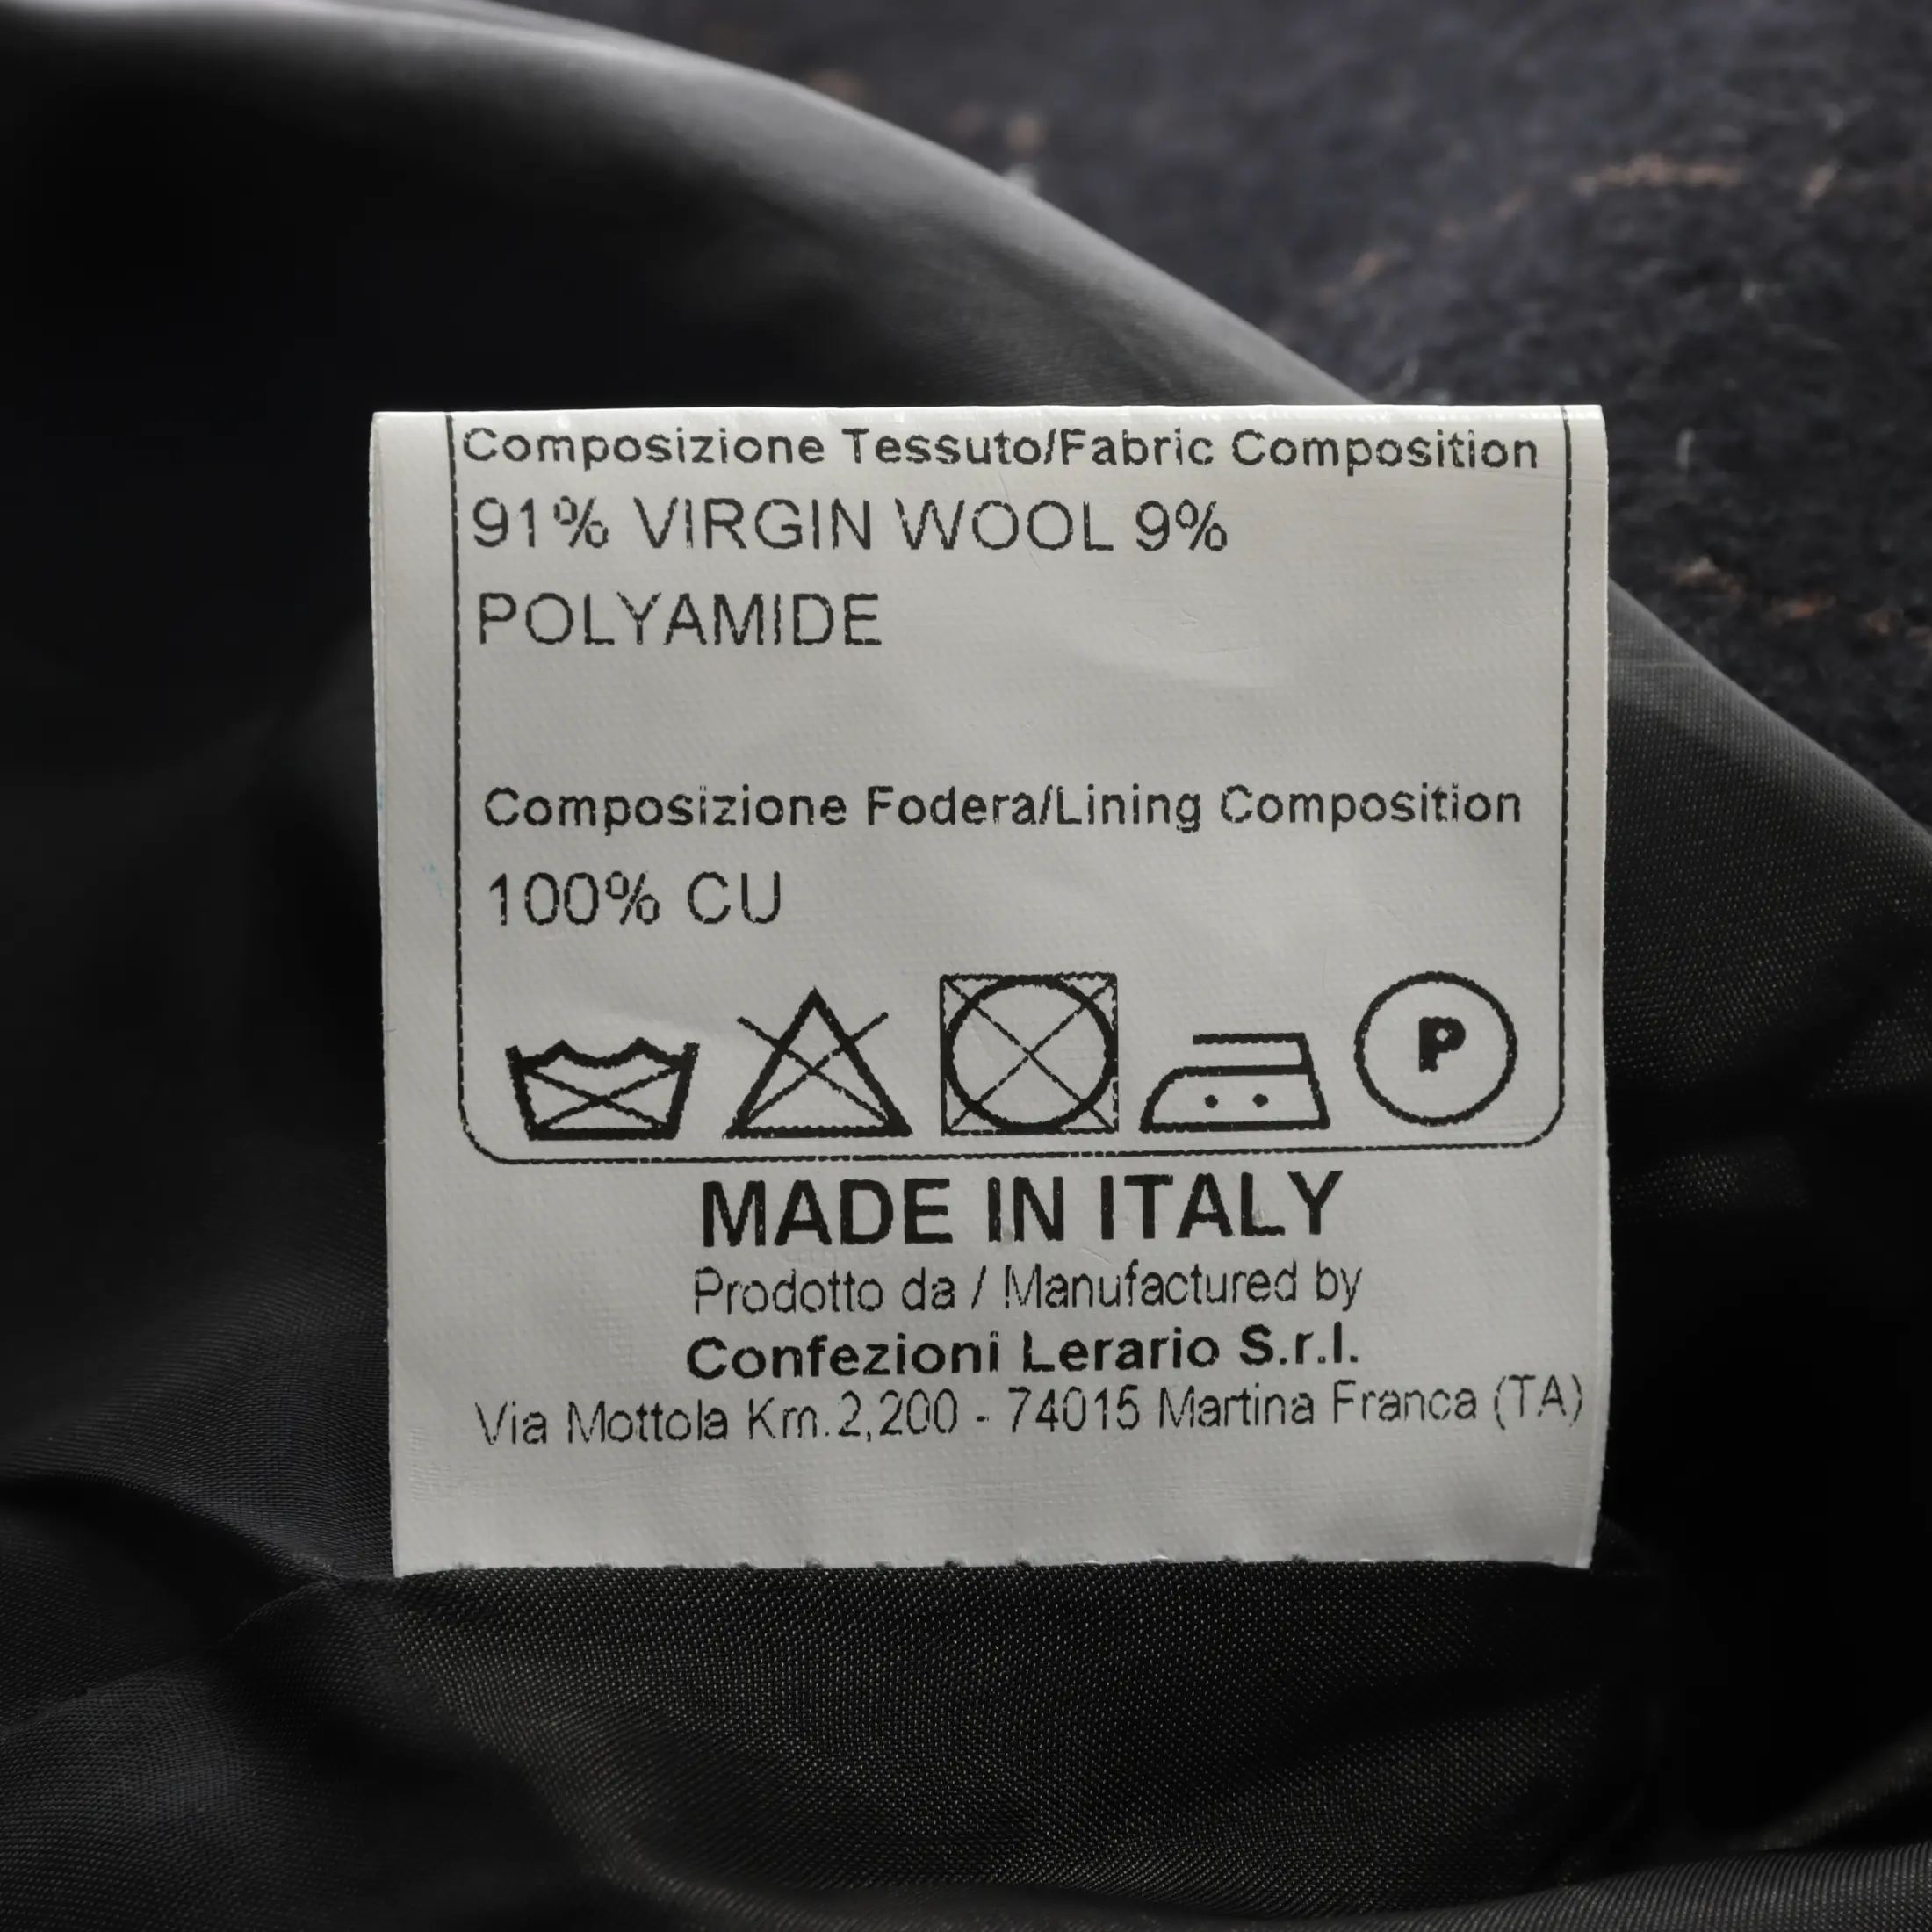 Composizione Tessuto/Fabric Composition
91% VIRGIN WOOL 9%
POLYAMIDE
Composizione Fodera/Lining Composition
100% CU
P
MADE IN ITALY
Prodotto da / Manufactured by
Confezioni Lerario S.r.l.
Via Mottola Km.2,200 - 74015 Martina Franca (TA)